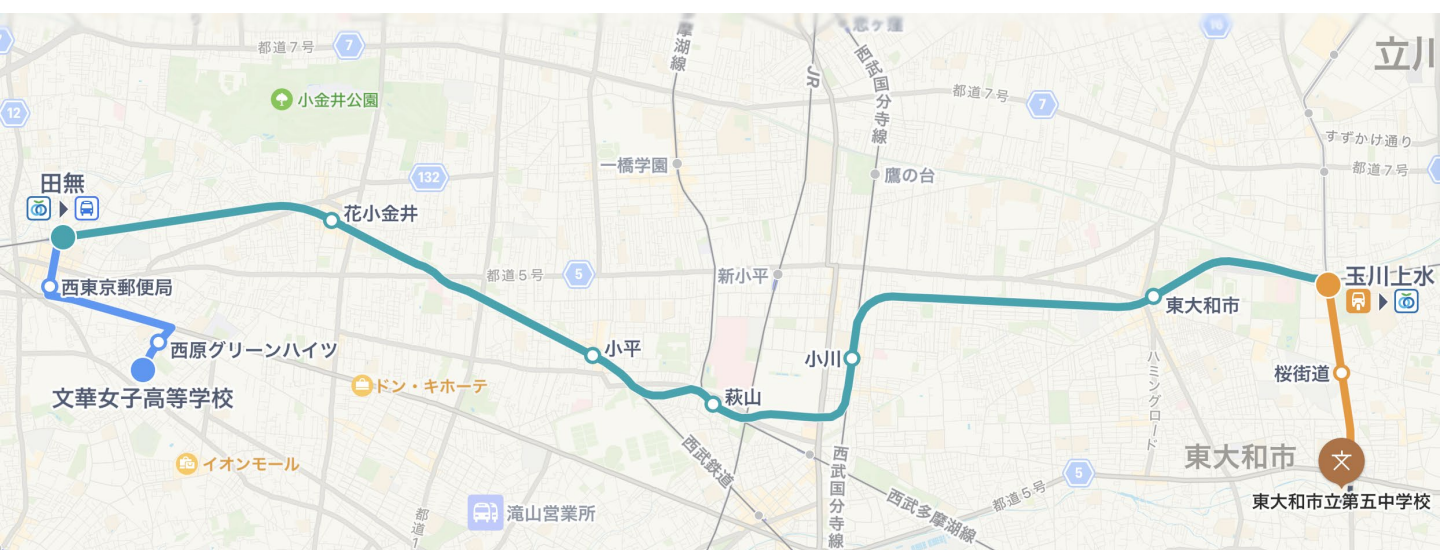 恋ヶ窪
16
立川
摩湖線
都道7号
7
JR
西武国分寺線
小金井公園
都道7号
7
12
すずかけ通り
都道7号
一橋学園
132
鷹の台
田無
花小金井
都道5号
5
新小平
玉川上水
西東京郵便局
東大和市
西原グリーンハイツ
小平
小川
桜街道
ハミングロード
文華女子高等学校
ドン・キホーテ
萩山
イオンモール
西武鉄道
西武国分寺線
東大和市
文
5
都道5号
西武多摩湖線
東大和市立第五中学校
滝山営業所
都道1